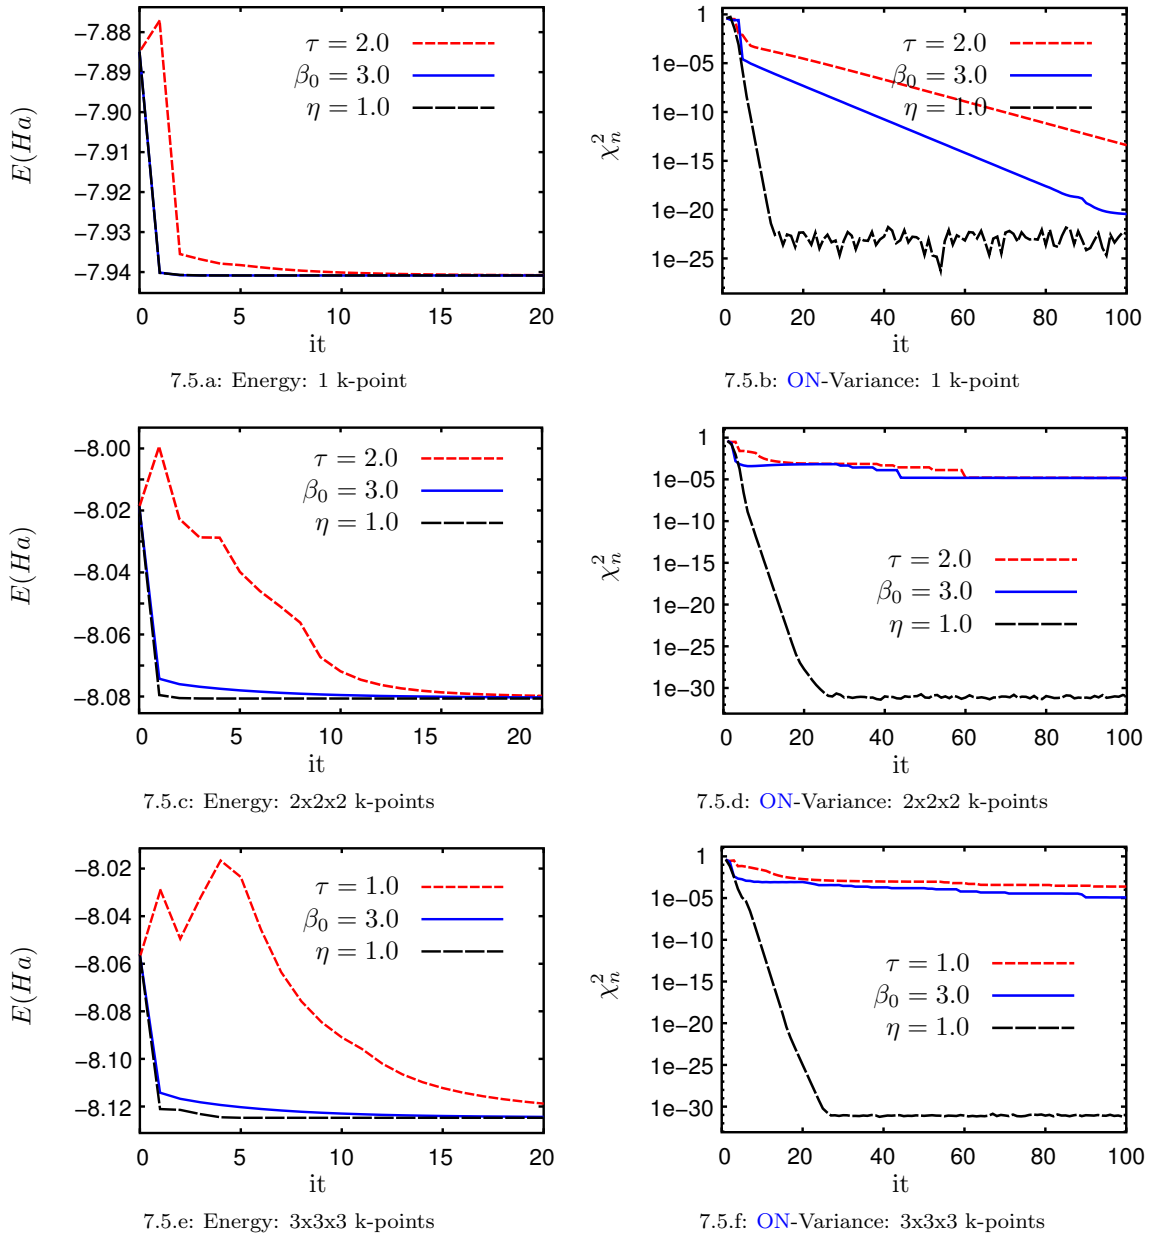 E(Ha)
−7.88
−7.89
−7.90
−7.91
−7.92
−7.93
−7.94
τ = 2.0
β₀ = 3.0
η = 1.0
0 5 10 15 20
it
7.5.a: Energy: 1 k-point
χ²ₙ
1
1e−05
1e−10
1e−15
1e−20
1e−25
τ = 2.0
β₀ = 3.0
η = 1.0
0 20 40 60 80 100
it
7.5.b: ON-Variance: 1 k-point
E(Ha)
−8.00
−8.02
−8.04
−8.06
−8.08
τ = 2.0
β₀ = 3.0
η = 1.0
0 5 10 15 20
it
7.5.c: Energy: 2x2x2 k-points
χ²ₙ
1
1e−05
1e−10
1e−15
1e−20
1e−25
1e−30
τ = 2.0
β₀ = 3.0
η = 1.0
0 20 40 60 80 100
it
7.5.d: ON-Variance: 2x2x2 k-points
E(Ha)
−8.02
−8.04
−8.06
−8.08
−8.10
−8.12
τ = 1.0
β₀ = 3.0
η = 1.0
0 5 10 15 20
it
7.5.e: Energy: 3x3x3 k-points
χ²ₙ
1
1e−05
1e−10
1e−15
1e−20
1e−25
1e−30
τ = 1.0
β₀ = 3.0
η = 1.0
0 20 40 60 80 100
it
7.5.f: ON-Variance: 3x3x3 k-points